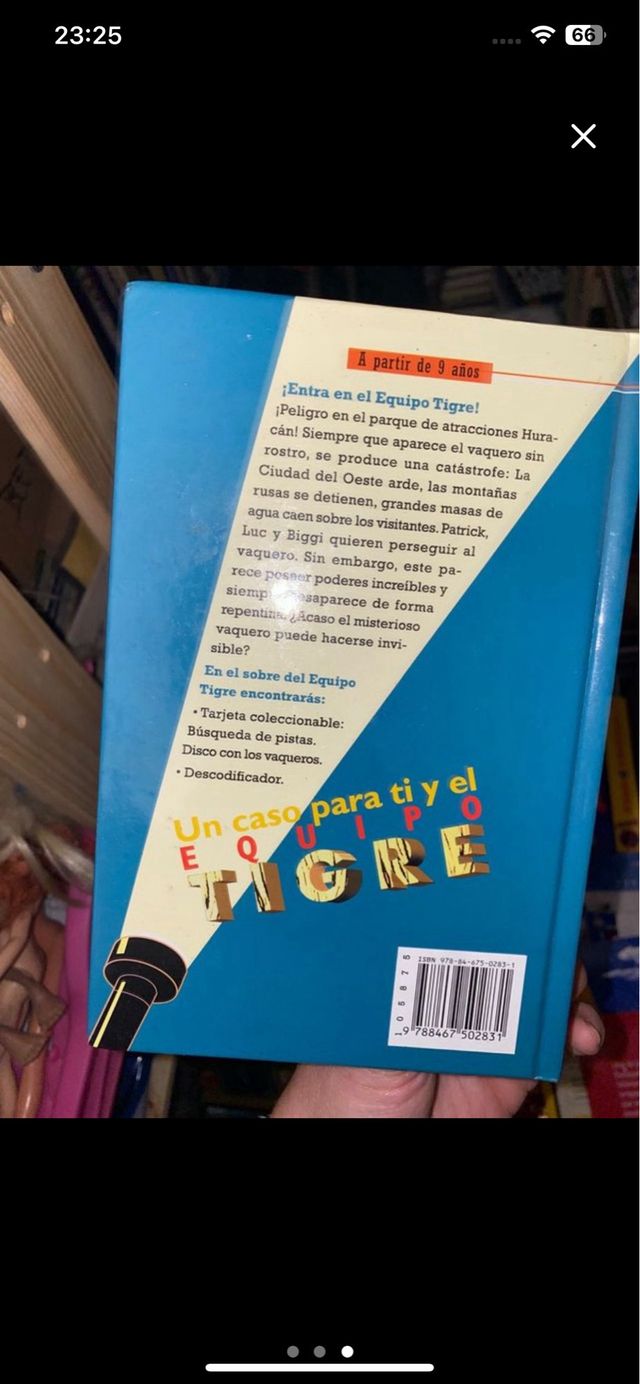 23:25
66
A partir de 9 años
¡Entra en el Equipo Tigre!
¡Peligro en el parque de atracciones Hura-
cán! Siempre que aparece el vaquero sin
rostro, se produce una catástrofe: La
Ciudad del Oeste arde, las montañas
rusas se detienen, grandes masas de
agua caen sobre los visitantes. Patrick,
Luc y Biggi quieren perseguir al
vaquero. Sin embargo, este pa-
rece poseer poderes increíbles y
siemp esaparece de forma
repentina. ¿Acaso el misterioso
vaquero puede hacerse invi-
sible?
En el sobre del Equipo
Tigre encontrarás:
• Tarjeta coleccionable:
Búsqueda de pistas.
Disco con los vaqueros.
• Descodificador.
Un caso para ti y el
EQUIPO
TIGRE
ISBN 978-84-675-0283-1
05875
9 788467 502831